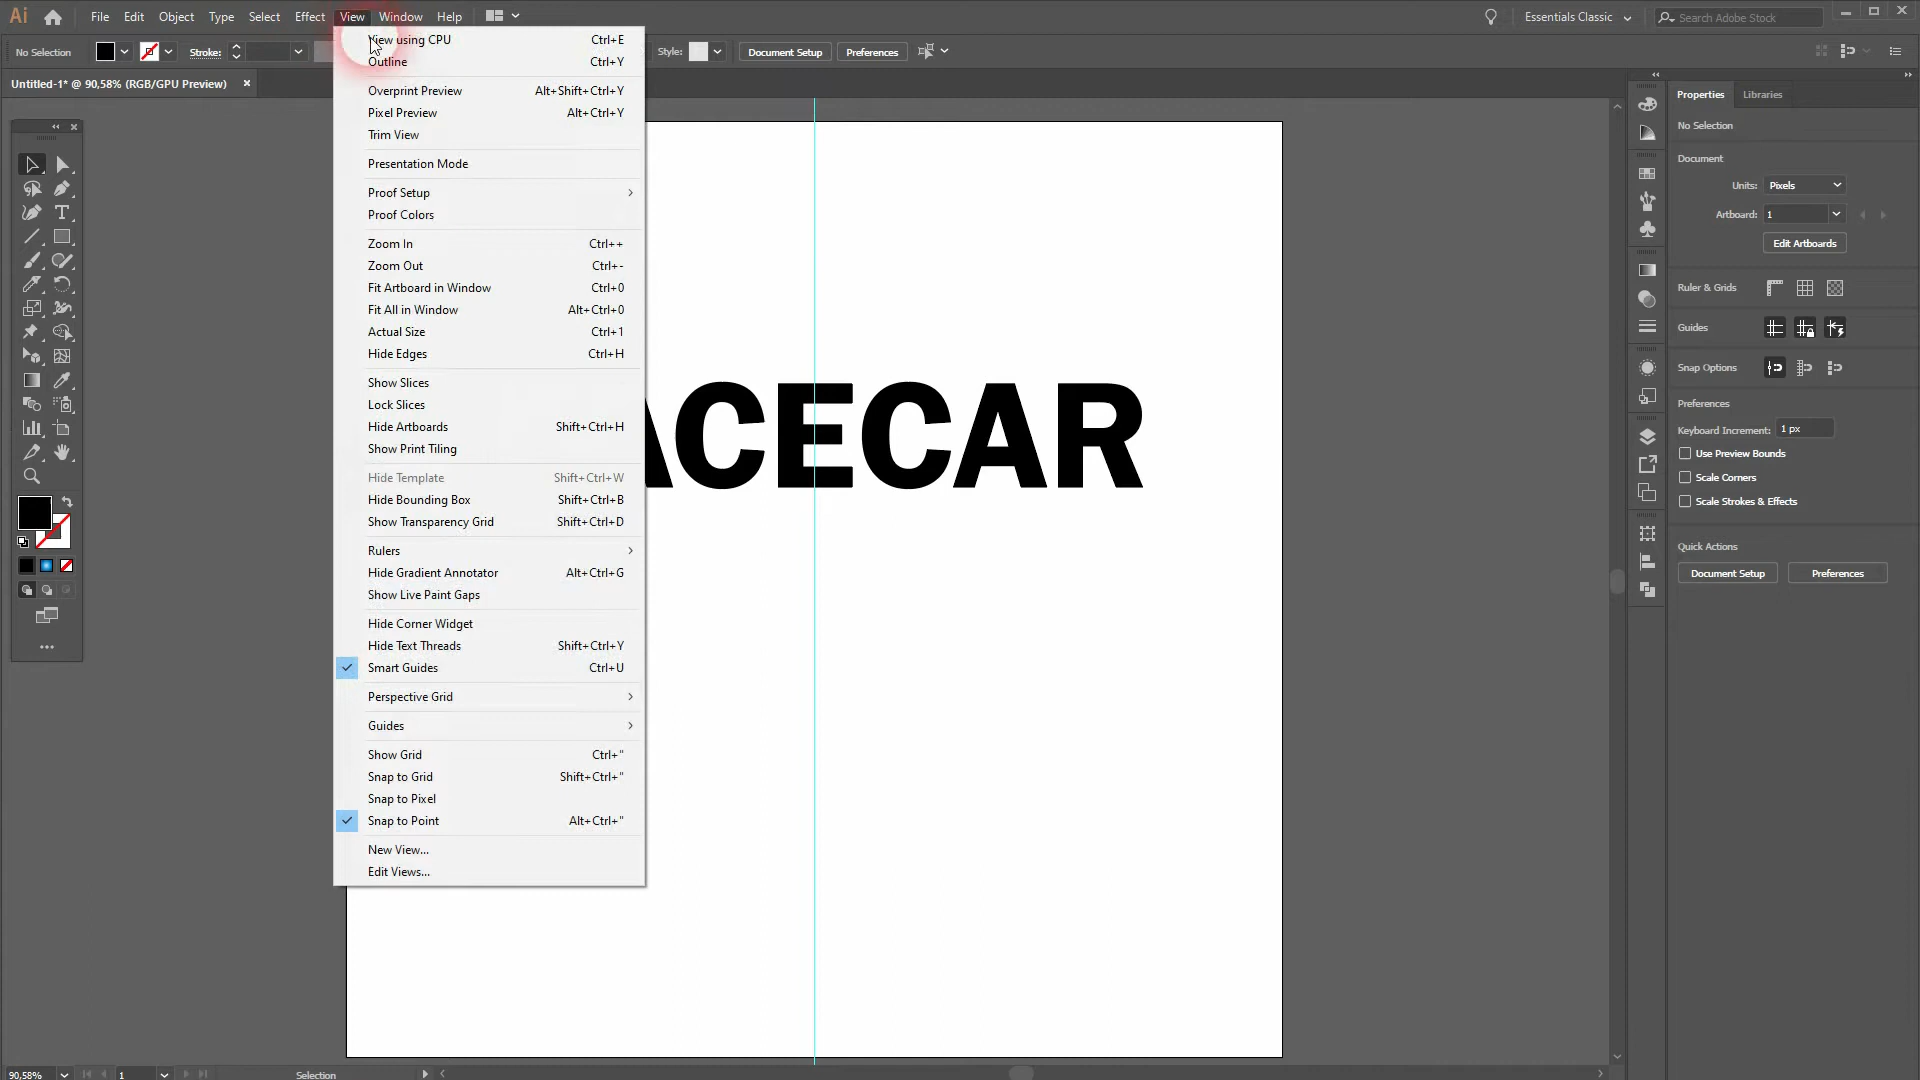 Ai File Edit Object Type Select Effect View Window Help Essentials Classic Search Adobe Stock
No Selection Stroke: Style: Document Setup Preferences
Untitled-1* @ 90,58% (RGB/GPU Preview) ×
View using CPU Ctrl+E
Outline Ctrl+Y
Overprint Preview Alt+Shift+Ctrl+Y
Pixel Preview Alt+Ctrl+Y
Trim View
Presentation Mode
Proof Setup
Proof Colors
Zoom In Ctrl++
Zoom Out Ctrl+-
Fit Artboard in Window Ctrl+0
Fit All in Window Alt+Ctrl+0
Actual Size Ctrl+1
Hide Edges Ctrl+H
Show Slices
Lock Slices
Hide Artboards Shift+Ctrl+H
Show Print Tiling
Hide Template Shift+Ctrl+W
Hide Bounding Box Shift+Ctrl+B
Show Transparency Grid Shift+Ctrl+D
Rulers
Hide Gradient Annotator Alt+Ctrl+G
Show Live Paint Gaps
Hide Corner Widget
Hide Text Threads Shift+Ctrl+Y
Smart Guides Ctrl+U
Perspective Grid
Guides
Show Grid Ctrl+"
Snap to Grid Shift+Ctrl+"
Snap to Pixel
Snap to Point Alt+Ctrl+"
New View...
Edit Views...
ACECAR
Properties Libraries
No Selection
Document
Units: Pixels
Artboard: 1
Edit Artboards
Ruler & Grids
Guides
Snap Options
Preferences
Keyboard Increment: 1 px
Use Preview Bounds
Scale Corners
Scale Strokes & Effects
Quick Actions
Document Setup Preferences
90,58% 1 Selection